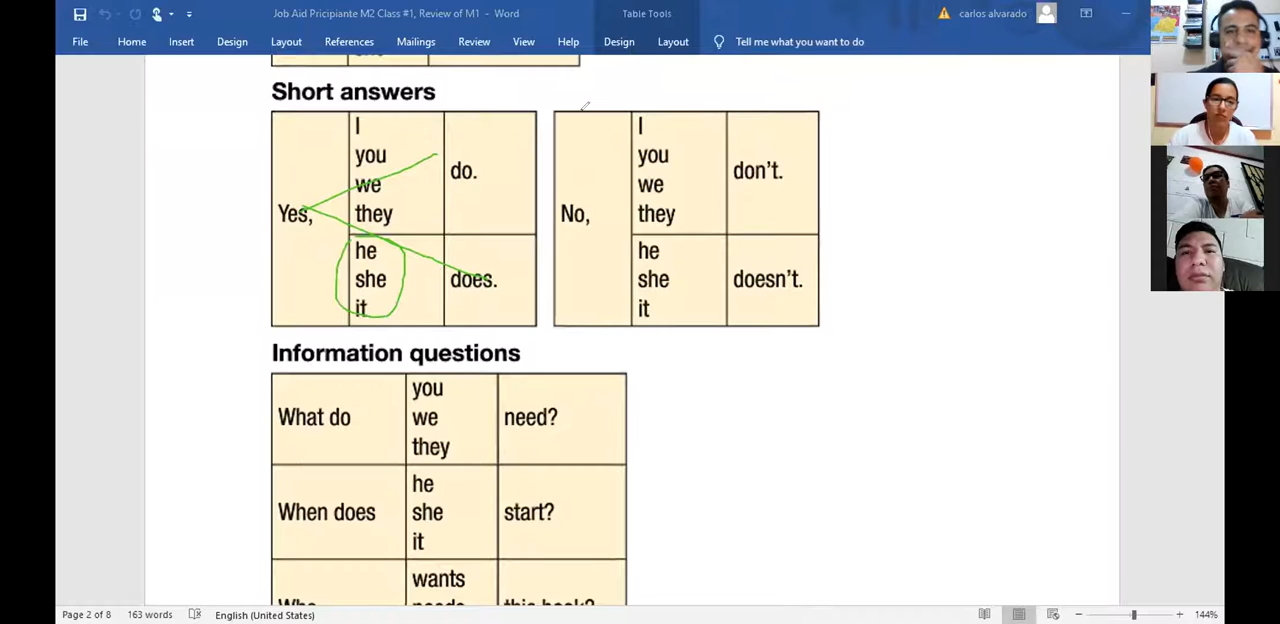 Job Aid Pricipiante M2 Class #1, Review of M1 - Word
Table Tools
carlos alvarado
File Home Insert Design Layout References Mailings Review View Help Design Layout Tell me what you want to do
Short answers
Yes,
I
you
we
they
do.
he
she
it
does.
No,
I
you
we
they
don't.
he
she
it
doesn't.
Information questions
What do
you
we
they
need?
When does
he
she
it
start?
wants
Page 2 of 8 163 words English (United States) 144%